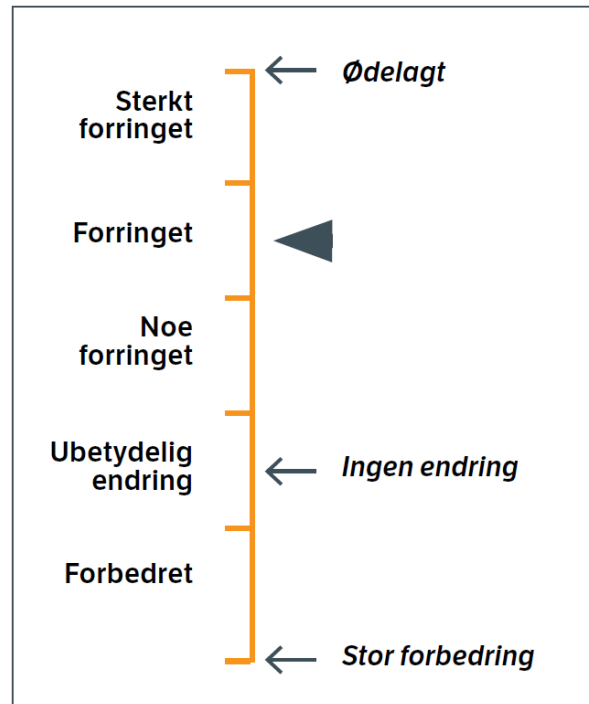 Ødelagt
Sterkt
forringet
Forringet
Noe
forringet
Ubetydelig
endring
Ingen endring
Forbedret
Stor forbedring